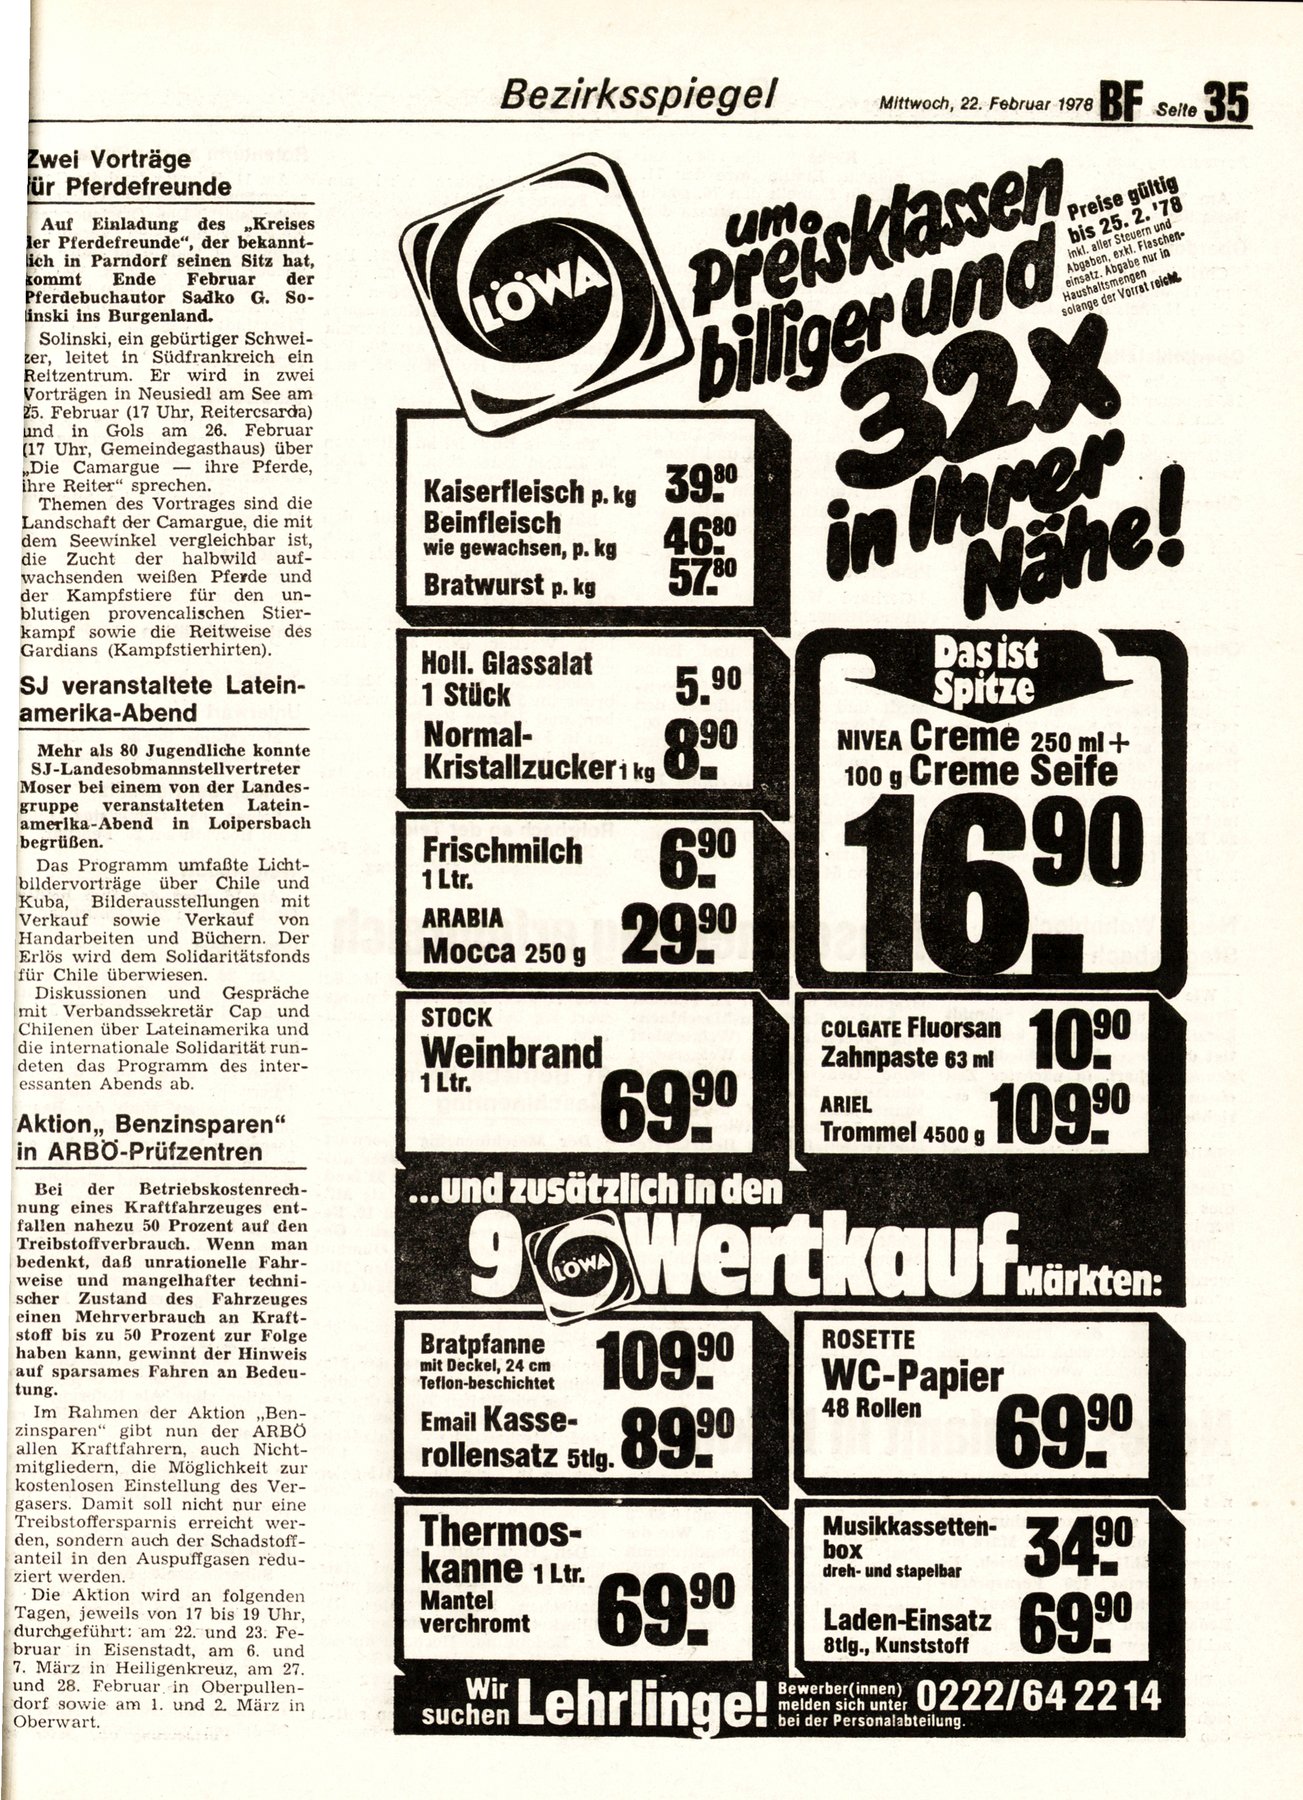 Bezirksspiegel
Mittwoch, 22. Februar 1978 BF Seite 35
Zwei Vorträge
für Pferdefreunde
Auf Einladung des „Kreises
der Pferdefreunde“, der bekannt-
lich in Parndorf seinen Sitz hat,
kommt Ende Februar der
Pferdebuchautor Sadko G. So-
linski ins Burgenland.
Solinski, ein gebürtiger Schwei-
zer, leitet in Südfrankreich ein
Reitzentrum. Er wird in zwei
Vorträgen in Neusiedl am See am
25. Februar (17 Uhr, Reitercsarda)
und in Gols am 26. Februar
(17 Uhr, Gemeindegasthaus) über
„Die Camargue — ihre Pferde,
ihre Reiter“ sprechen.
Themen des Vortrages sind die
Landschaft der Camargue, die mit
dem Seewinkel vergleichbar ist,
die Zucht der halbwild auf-
wachsenden weißen Pferde und
der Kampfstiere für den un-
blutigen provencalischen Stier-
kampf sowie die Reitweise des
Gardians (Kampfstierhirten).
SJ veranstaltete Latein-
amerika-Abend
Mehr als 80 Jugendliche konnte
SJ-Landesobmannstellvertreter
Moser bei einem von der Landes-
gruppe veranstalteten Latein-
amerika-Abend in Loipersbach
begrüßen.
Das Programm umfaßte Licht-
bildervorträge über Chile und
Kuba, Bilderausstellungen mit
Verkauf sowie Verkauf von
Handarbeiten und Büchern. Der
Erlös wird dem Solidaritätsfonds
für Chile überwiesen.
Diskussionen und Gespräche
mit Verbandssekretär Cap und
Chilenen über Lateinamerika und
die internationale Solidarität run-
deten das Programm des inter-
essanten Abends ab.
Aktion„ Benzinsparen“
in ARBÖ-Prüfzentren
Bei der Betriebskostenrech-
nung eines Kraftfahrzeuges ent-
fallen nahezu 50 Prozent auf den
Treibstoffverbrauch. Wenn man
bedenkt, daß unrationelle Fahr-
weise und mangelhafter techni-
scher Zustand des Fahrzeuges
einen Mehrverbrauch an Kraft-
stoff bis zu 50 Prozent zur Folge
haben kann, gewinnt der Hinweis
auf sparsames Fahren an Bedeu-
tung.
Im Rahmen der Aktion „Ben-
zinsparen“ gibt nun der ARBÖ
allen Kraftfahrern, auch Nicht-
mitgliedern, die Möglichkeit zur
kostenlosen Einstellung des Ver-
gasers. Damit soll nicht nur eine
Treibstoffersparnis erreicht wer-
den, sondern auch der Schadstoff-
anteil in den Auspuffgasen redu-
ziert werden.
Die Aktion wird an folgenden
Tagen, jeweils von 17 bis 19 Uhr,
durchgeführt: am 22. und 23. Fe-
bruar in Eisenstadt, am 6. und
7. März in Heiligenkreuz, am 27.
und 28. Februar in Oberpullen-
dorf sowie am 1. und 2. März in
Oberwart.
LÖWA
um
Preisklassen
billiger und
32x
in Ihrer
Nähe!
Preise gültig
bis 25. 2. '78
inkl. aller Steuern und
Abgaben, exkl. Flaschen-
einsatz. Abgabe nur in
Haushaltsmengen
solange der Vorrat reicht.
Kaiserfleisch p. kg 39.80
Beinfleisch
wie gewachsen, p. kg 46.80
Bratwurst p. kg 57.80
Holl. Glassalat
1 Stück 5.90
Normal-
Kristallzucker 1 kg 8.90
Frischmilch
1 Ltr. 6.90
ARABIA
Mocca 250 g 29.90
STOCK
Weinbrand
1 Ltr.
69.90
Das ist
Spitze
NIVEA Creme 250 ml +
100 g Creme Seife
16.90
COLGATE Fluorsan
Zahnpaste 63 ml 10.90
ARIEL
Trommel 4500 g 109.90
...und zusätzlich in den
9 LÖWA Wertkauf Märkten:
Bratpfanne
mit Deckel, 24 cm
Teflon-beschichtet 109.90
Email Kasse-
rollensatz 5tlg. 89.90
ROSETTE
WC-Papier
48 Rollen
69.90
Thermos-
kanne 1 Ltr.
Mantel
verchromt 69.90
Musikkassetten-
box
dreh- und stapelbar 34.90
Laden-Einsatz
8tlg., Kunststoff 69.90
Wir
suchen Lehrlinge!
Bewerber(innen)
melden sich unter
bei der Personalabteilung.
0222/64 22 14